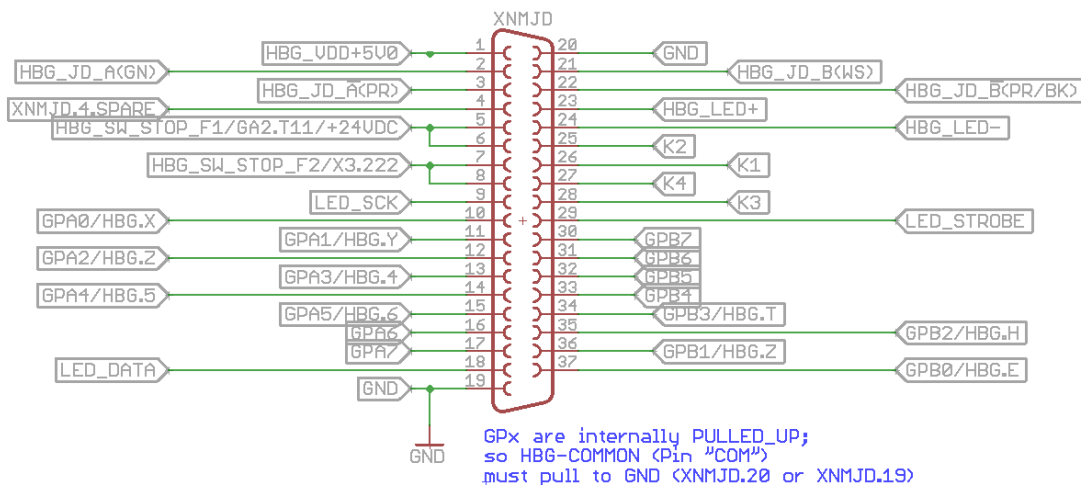 XNMJD
HBG_VDD+5V0 1 20 GND
HBG_JD_A(GN) 2 21 HBG_JD_B(WS)
HBG_JD_A̅(PR) 3 22 HBG_JD_B̅(PR/BK)
XNMJD.4.SPARE 4 23 HBG_LED+
HBG_SW_STOP_F1/GA2.T11/+24VDC 5 24 HBG_LED-
6 25 K2
HBG_SW_STOP_F2/X3.222 7 26 K1
8 27 K4
LED_SCK 9 28 K3
GPA0/HBG.X 10 29 LED_STROBE
GPA1/HBG.Y 11 30 GPB7
GPA2/HBG.Z 12 31 GPB6
GPA3/HBG.4 13 32 GPB5
GPA4/HBG.5 14 33 GPB4
GPA5/HBG.6 15 34 GPB3/HBG.T
GPA6 16 35 GPB2/HBG.H
GPA7 17 36 GPB1/HBG.Z
LED_DATA 18 37 GPB0/HBG.E
GND 19
GND
GPx are internally PULLED_UP;
so HBG-COMMON (Pin "COM")
must pull to GND (XNMJD.20 or XNMJD.19)